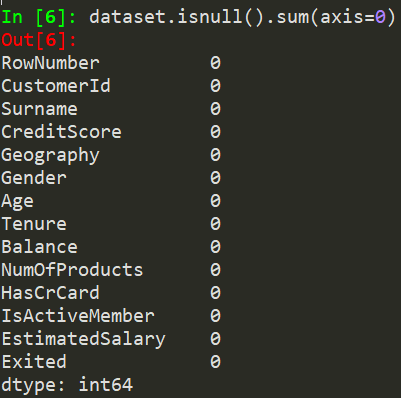 In [6]: dataset.isnull().sum(axis=0)
Out[6]:
RowNumber 0
CustomerId 0
Surname 0
CreditScore 0
Geography 0
Gender 0
Age 0
Tenure 0
Balance 0
NumOfProducts 0
HasCrCard 0
IsActiveMember 0
EstimatedSalary 0
Exited 0
dtype: int64